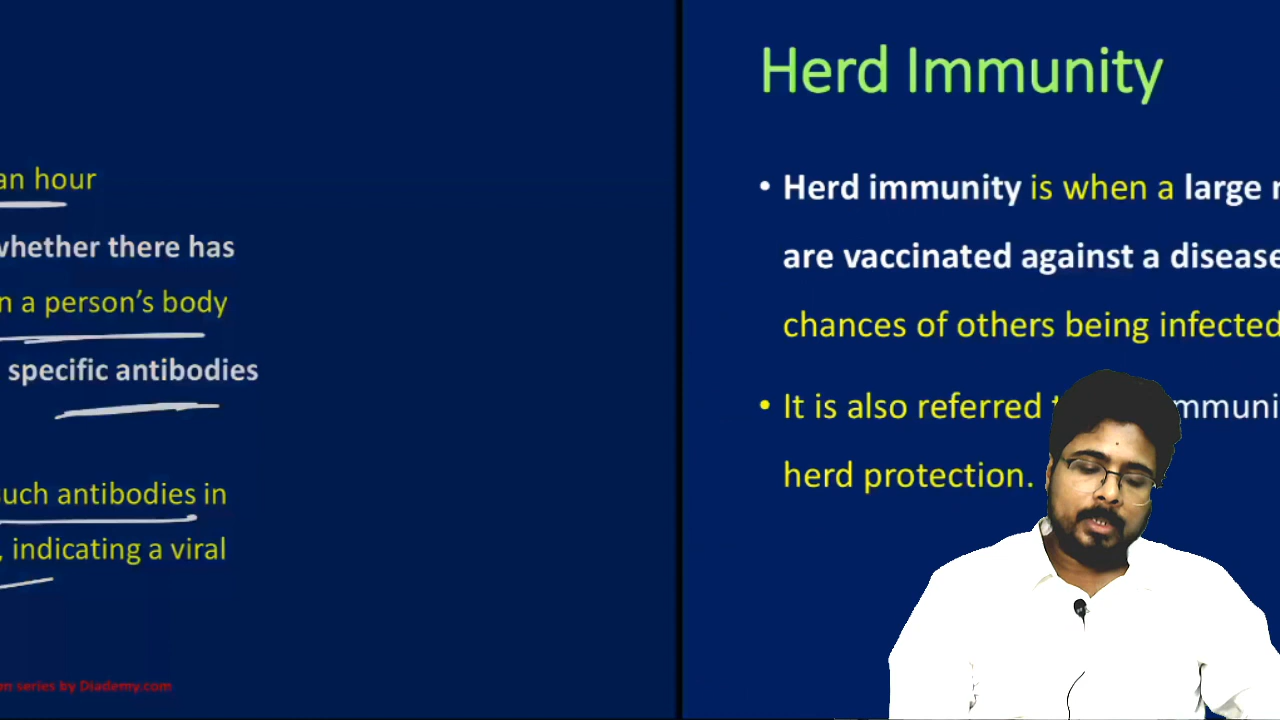 an hour
whether there has
n a person's body
specific antibodies
such antibodies in
, indicating a viral
on series by Diademy.com
Herd Immunity
• Herd immunity is when a large
are vaccinated against a disease
chances of others being infected
• It is also referred
herd protection.